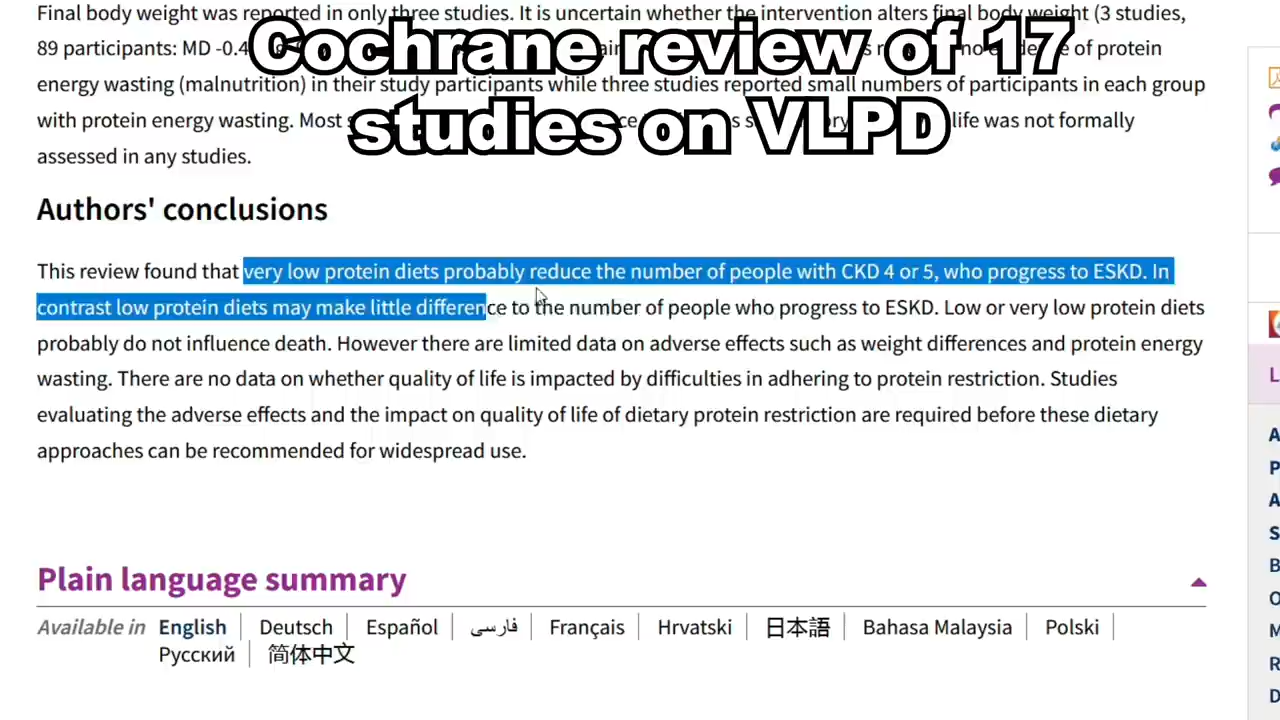 Final body weight was reported in only three studies. It is uncertain whether the intervention alters final body weight (3 studies,
Cochrane review of 17
89 participants: MD -0.4
of protein
energy wasting (malnutrition) in their study participants while three studies reported small numbers of participants in each group
studies on VLPD
with protein energy wasting. Most
life was not formally
assessed in any studies.
Authors' conclusions
This review found that very low protein diets probably reduce the number of people with CKD 4 or 5, who progress to ESKD. In
contrast low protein diets may make little difference to the number of people who progress to ESKD. Low or very low protein diets
probably do not influence death. However there are limited data on adverse effects such as weight differences and protein energy
wasting. There are no data on whether quality of life is impacted by difficulties in adhering to protein restriction. Studies
evaluating the adverse effects and the impact on quality of life of dietary protein restriction are required before these dietary
approaches can be recommended for widespread use.
Plain language summary
Available in English Deutsch Español فارسی Français Hrvatski 日本語 Bahasa Malaysia Polski
Русский 简体中文
L
A
P
A
S
B
O
M
R
D